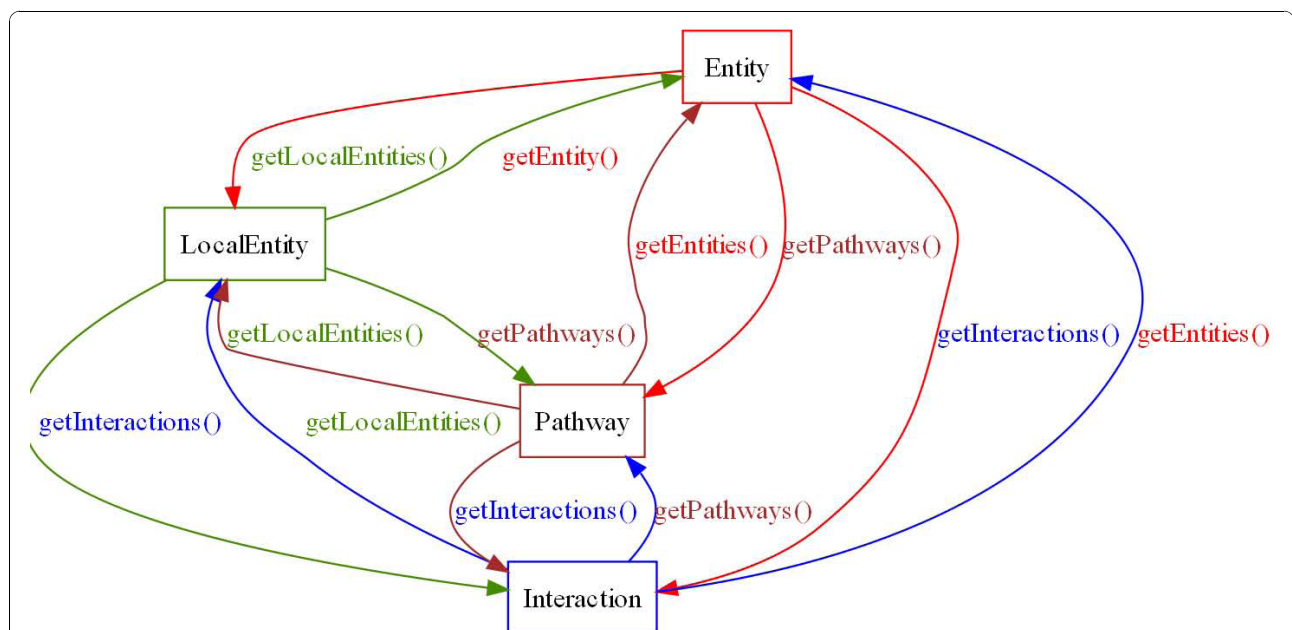 Entity
getLocalEntities()
getEntity()
LocalEntity
getEntities()
getPathways()
getLocalEntities()
getPathways()
getInteractions()
getEntities()
getInteractions()
getLocalEntities()
Pathway
getInteractions()
getPathways()
Interaction